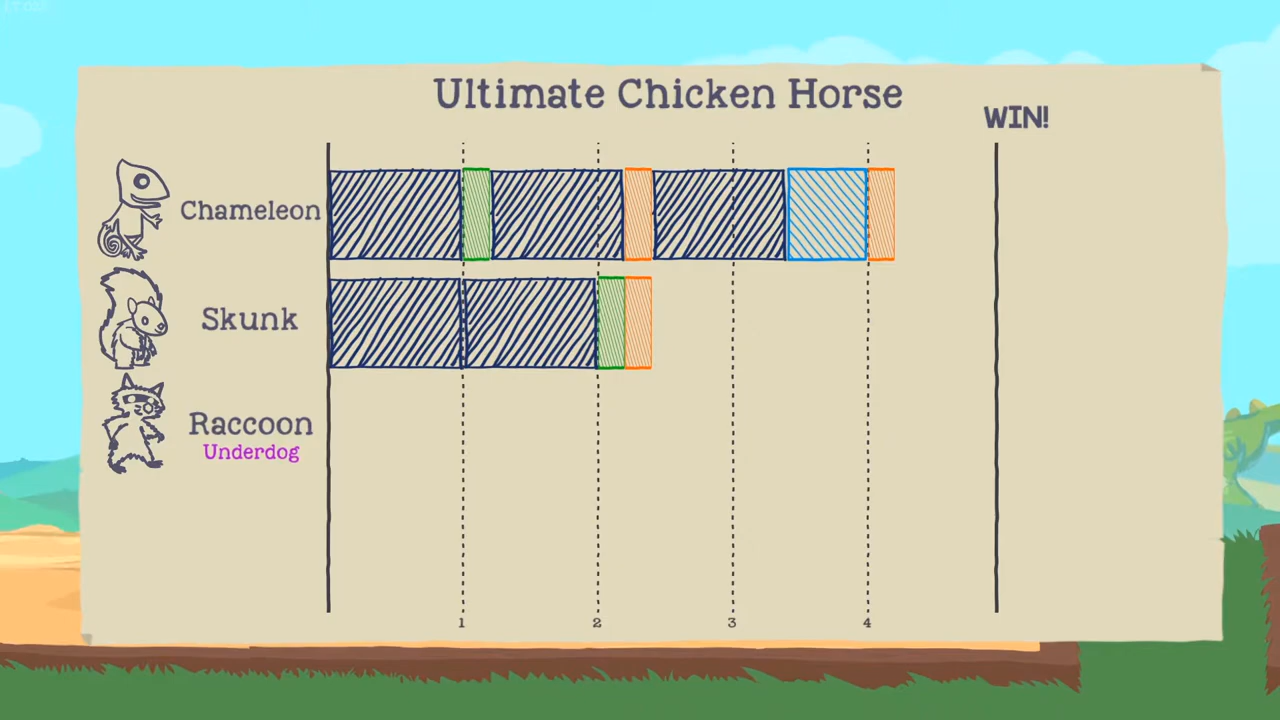 Ultimate Chicken Horse
WIN!
Chameleon
Skunk
Raccoon
Underdog
1 2 3 4